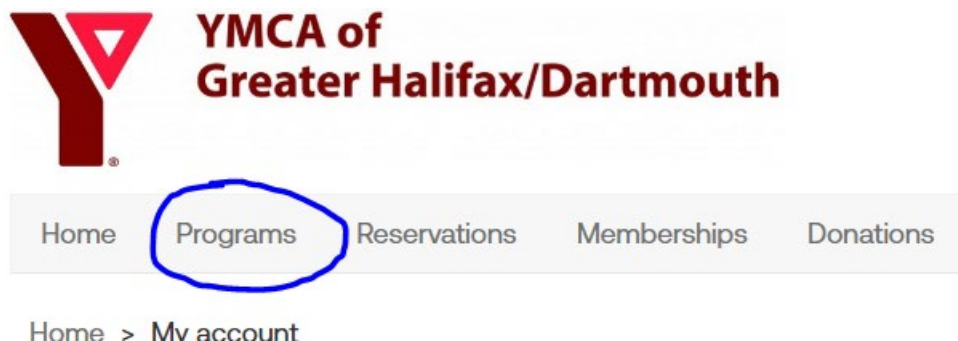 YMCA of
Greater Halifax/Dartmouth
®
Home Programs Reservations Memberships Donations
Home > My account